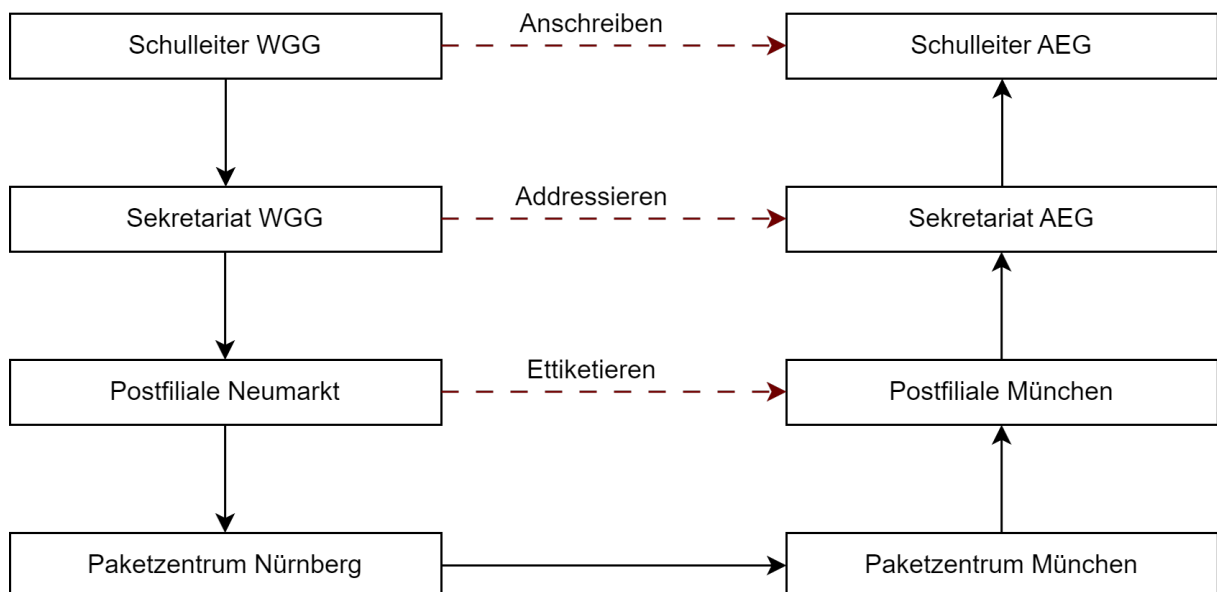 Schulleiter WGG
Anschreiben
Schulleiter AEG
Sekretariat WGG
Addressieren
Sekretariat AEG
Postfiliale Neumarkt
Ettiketieren
Postfiliale München
Paketzentrum Nürnberg
Paketzentrum München